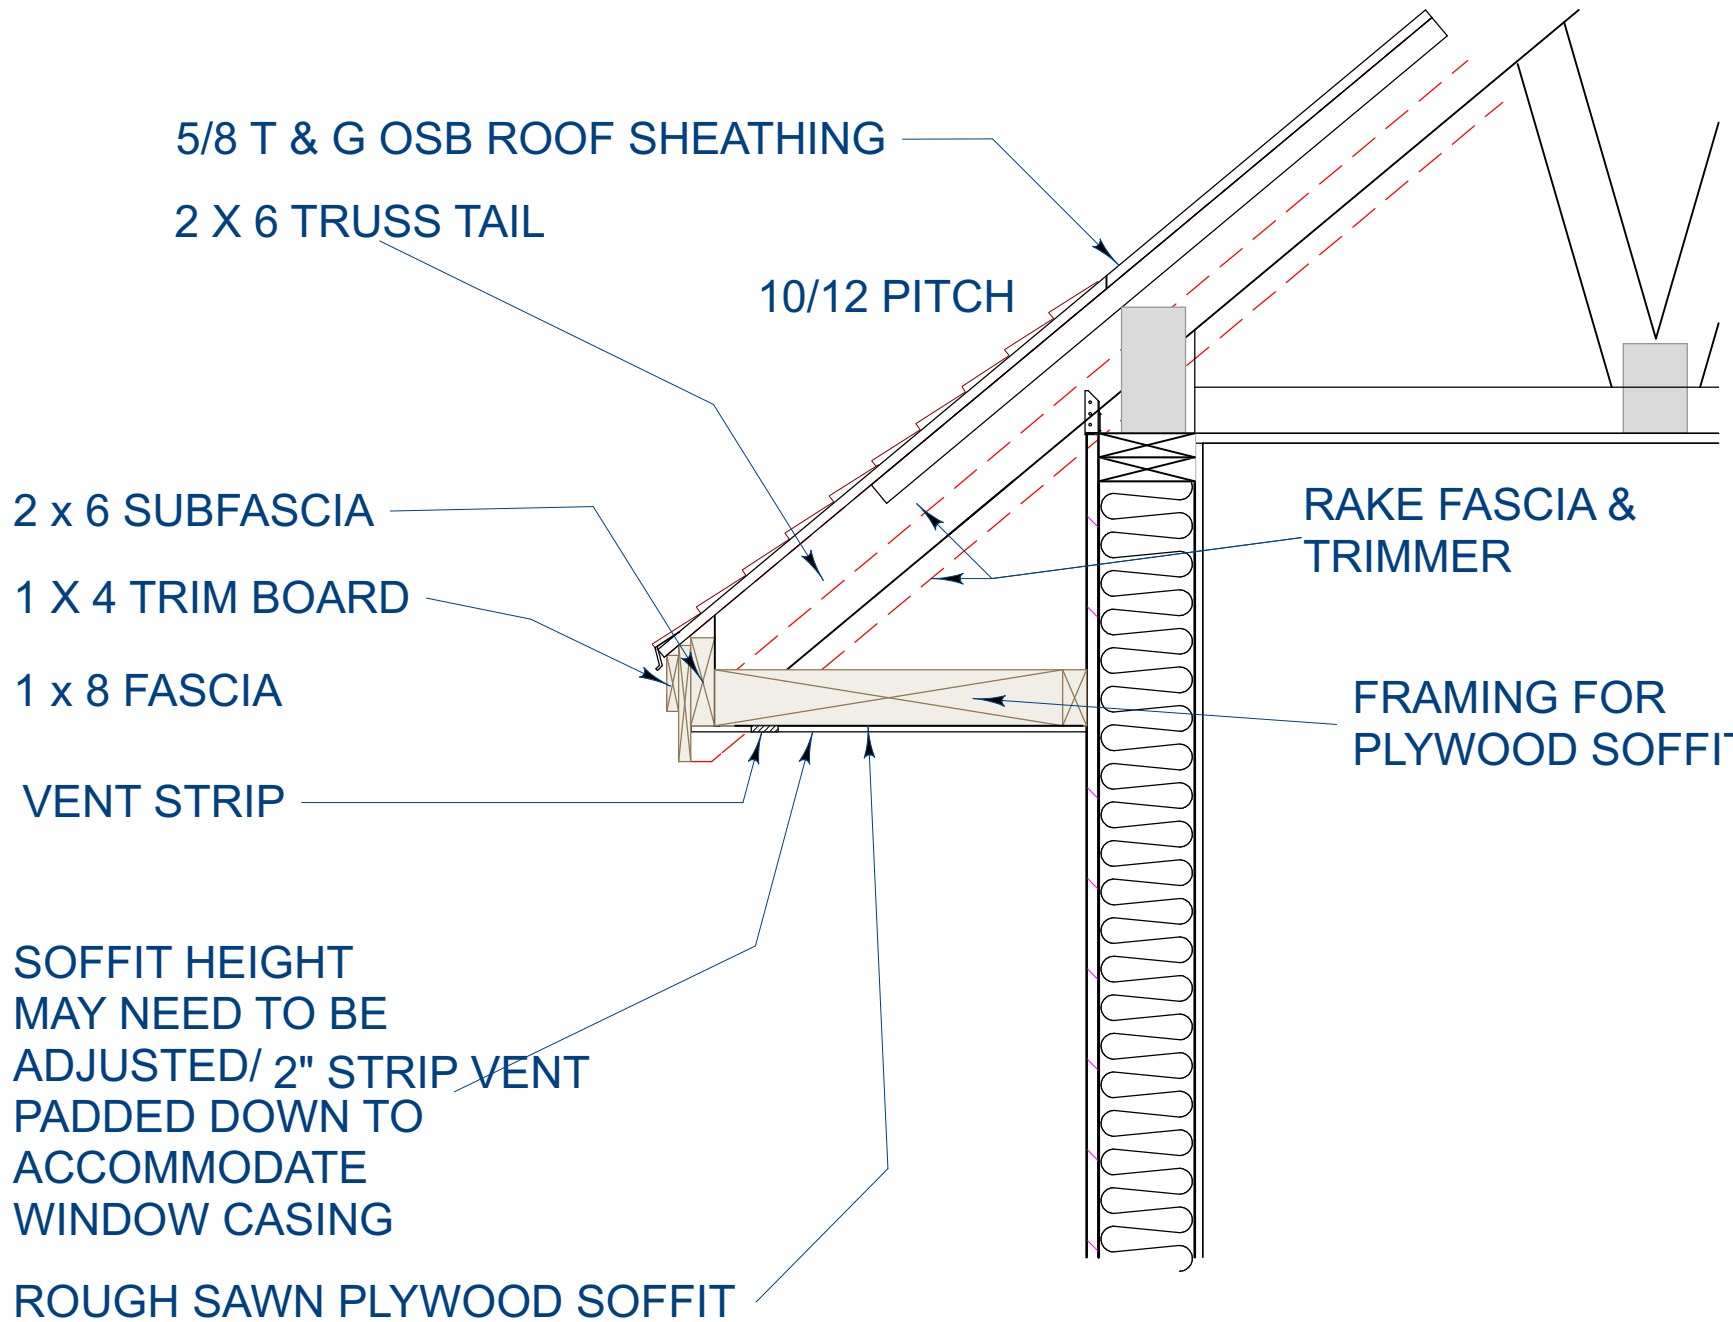 5/8 T & G OSB ROOF SHEATHING
2 X 6 TRUSS TAIL
10/12 PITCH
2 x 6 SUBFASCIA
1 X 4 TRIM BOARD
1 x 8 FASCIA
VENT STRIP
RAKE FASCIA &
TRIMMER
FRAMING FOR
PLYWOOD SOFFIT
SOFFIT HEIGHT
MAY NEED TO BE
ADJUSTED/
PADDED DOWN TO
ACCOMMODATE
WINDOW CASING
2" STRIP VENT
ROUGH SAWN PLYWOOD SOFFIT